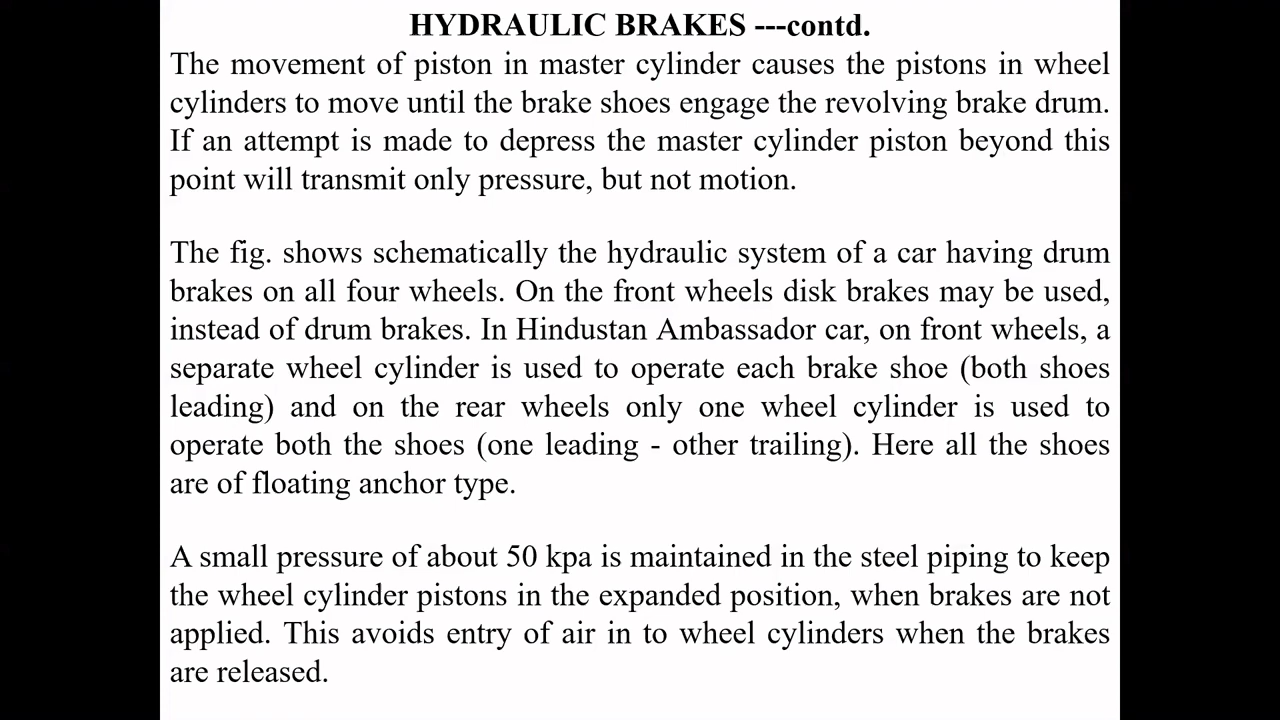 HYDRAULIC BRAKES ---contd.
The movement of piston in master cylinder causes the pistons in wheel
cylinders to move until the brake shoes engage the revolving brake drum.
If an attempt is made to depress the master cylinder piston beyond this
point will transmit only pressure, but not motion.
The fig. shows schematically the hydraulic system of a car having drum
brakes on all four wheels. On the front wheels disk brakes may be used,
instead of drum brakes. In Hindustan Ambassador car, on front wheels, a
separate wheel cylinder is used to operate each brake shoe (both shoes
leading) and on the rear wheels only one wheel cylinder is used to
operate both the shoes (one leading - other trailing). Here all the shoes
are of floating anchor type.
A small pressure of about 50 kpa is maintained in the steel piping to keep
the wheel cylinder pistons in the expanded position, when brakes are not
applied. This avoids entry of air in to wheel cylinders when the brakes
are released.